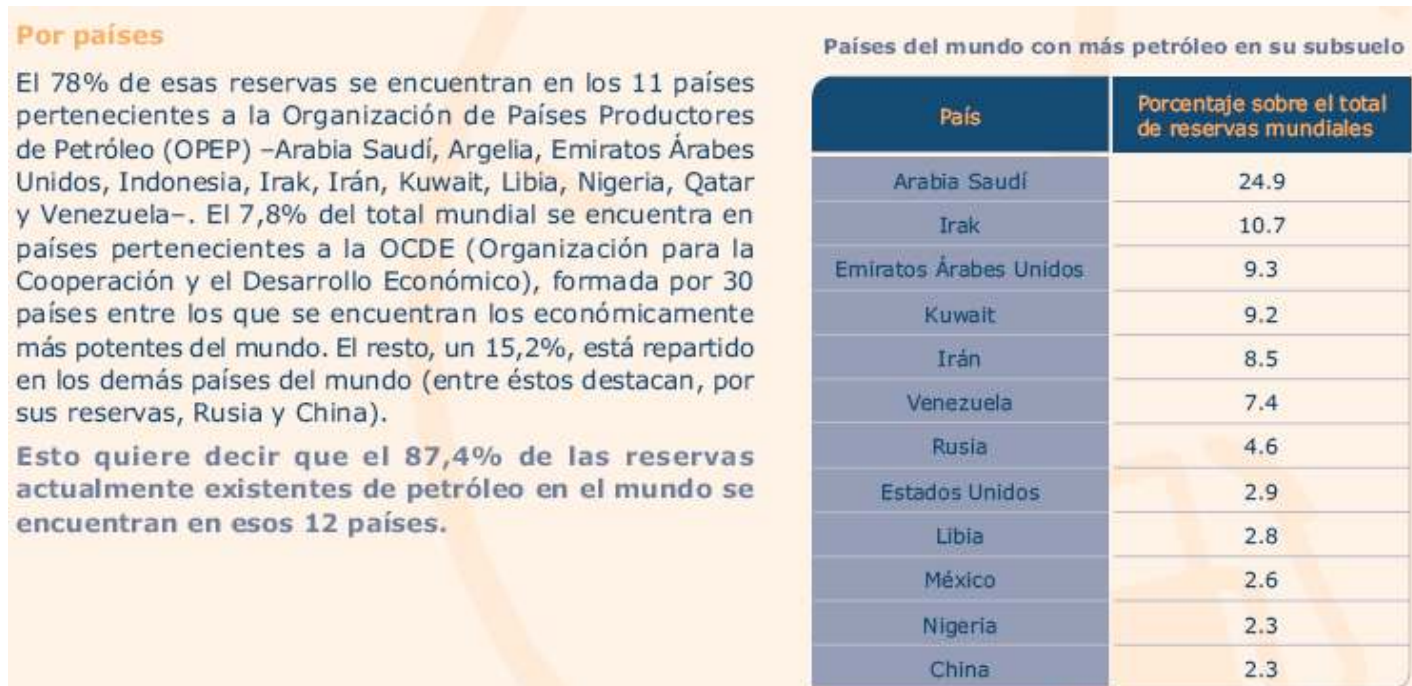 Por países
El 78% de esas reservas se encuentran en los 11 países
pertenecientes a la Organización de Países Productores
de Petróleo (OPEP) –Arabia Saudí, Argelia, Emiratos Árabes
Unidos, Indonesia, Irak, Irán, Kuwait, Libia, Nigeria, Qatar
y Venezuela–. El 7,8% del total mundial se encuentra en
países pertenecientes a la OCDE (Organización para la
Cooperación y el Desarrollo Económico), formada por 30
países entre los que se encuentran los económicamente
más potentes del mundo. El resto, un 15,2%, está repartido
en los demás países del mundo (entre éstos destacan, por
sus reservas, Rusia y China).
Esto quiere decir que el 87,4% de las reservas
actualmente existentes de petróleo en el mundo se
encuentran en esos 12 países.
Países del mundo con más petróleo en su subsuelo
País Porcentaje sobre el total
de reservas mundiales
Arabia Saudí 24.9
Irak 10.7
Emiratos Árabes Unidos 9.3
Kuwait 9.2
Irán 8.5
Venezuela 7.4
Rusia 4.6
Estados Unidos 2.9
Libia 2.8
México 2.6
Nigeria 2.3
China 2.3